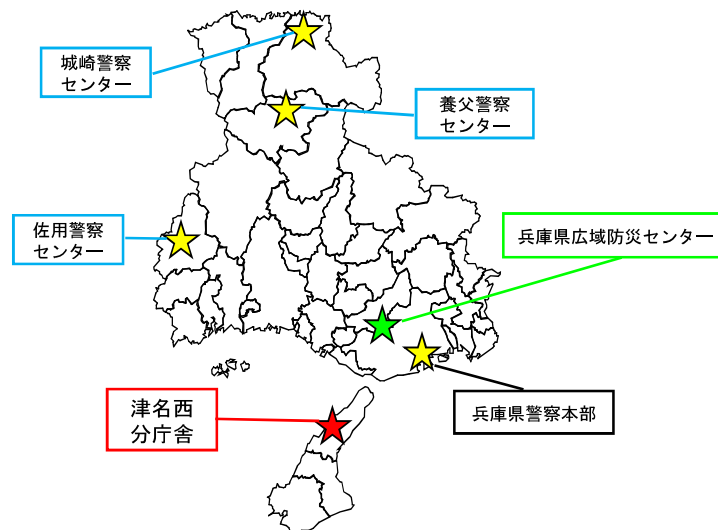 城崎警察
センター
養父警察
センター
佐用警察
センター
兵庫県広域防災センター
津名西
分庁舎
兵庫県警察本部